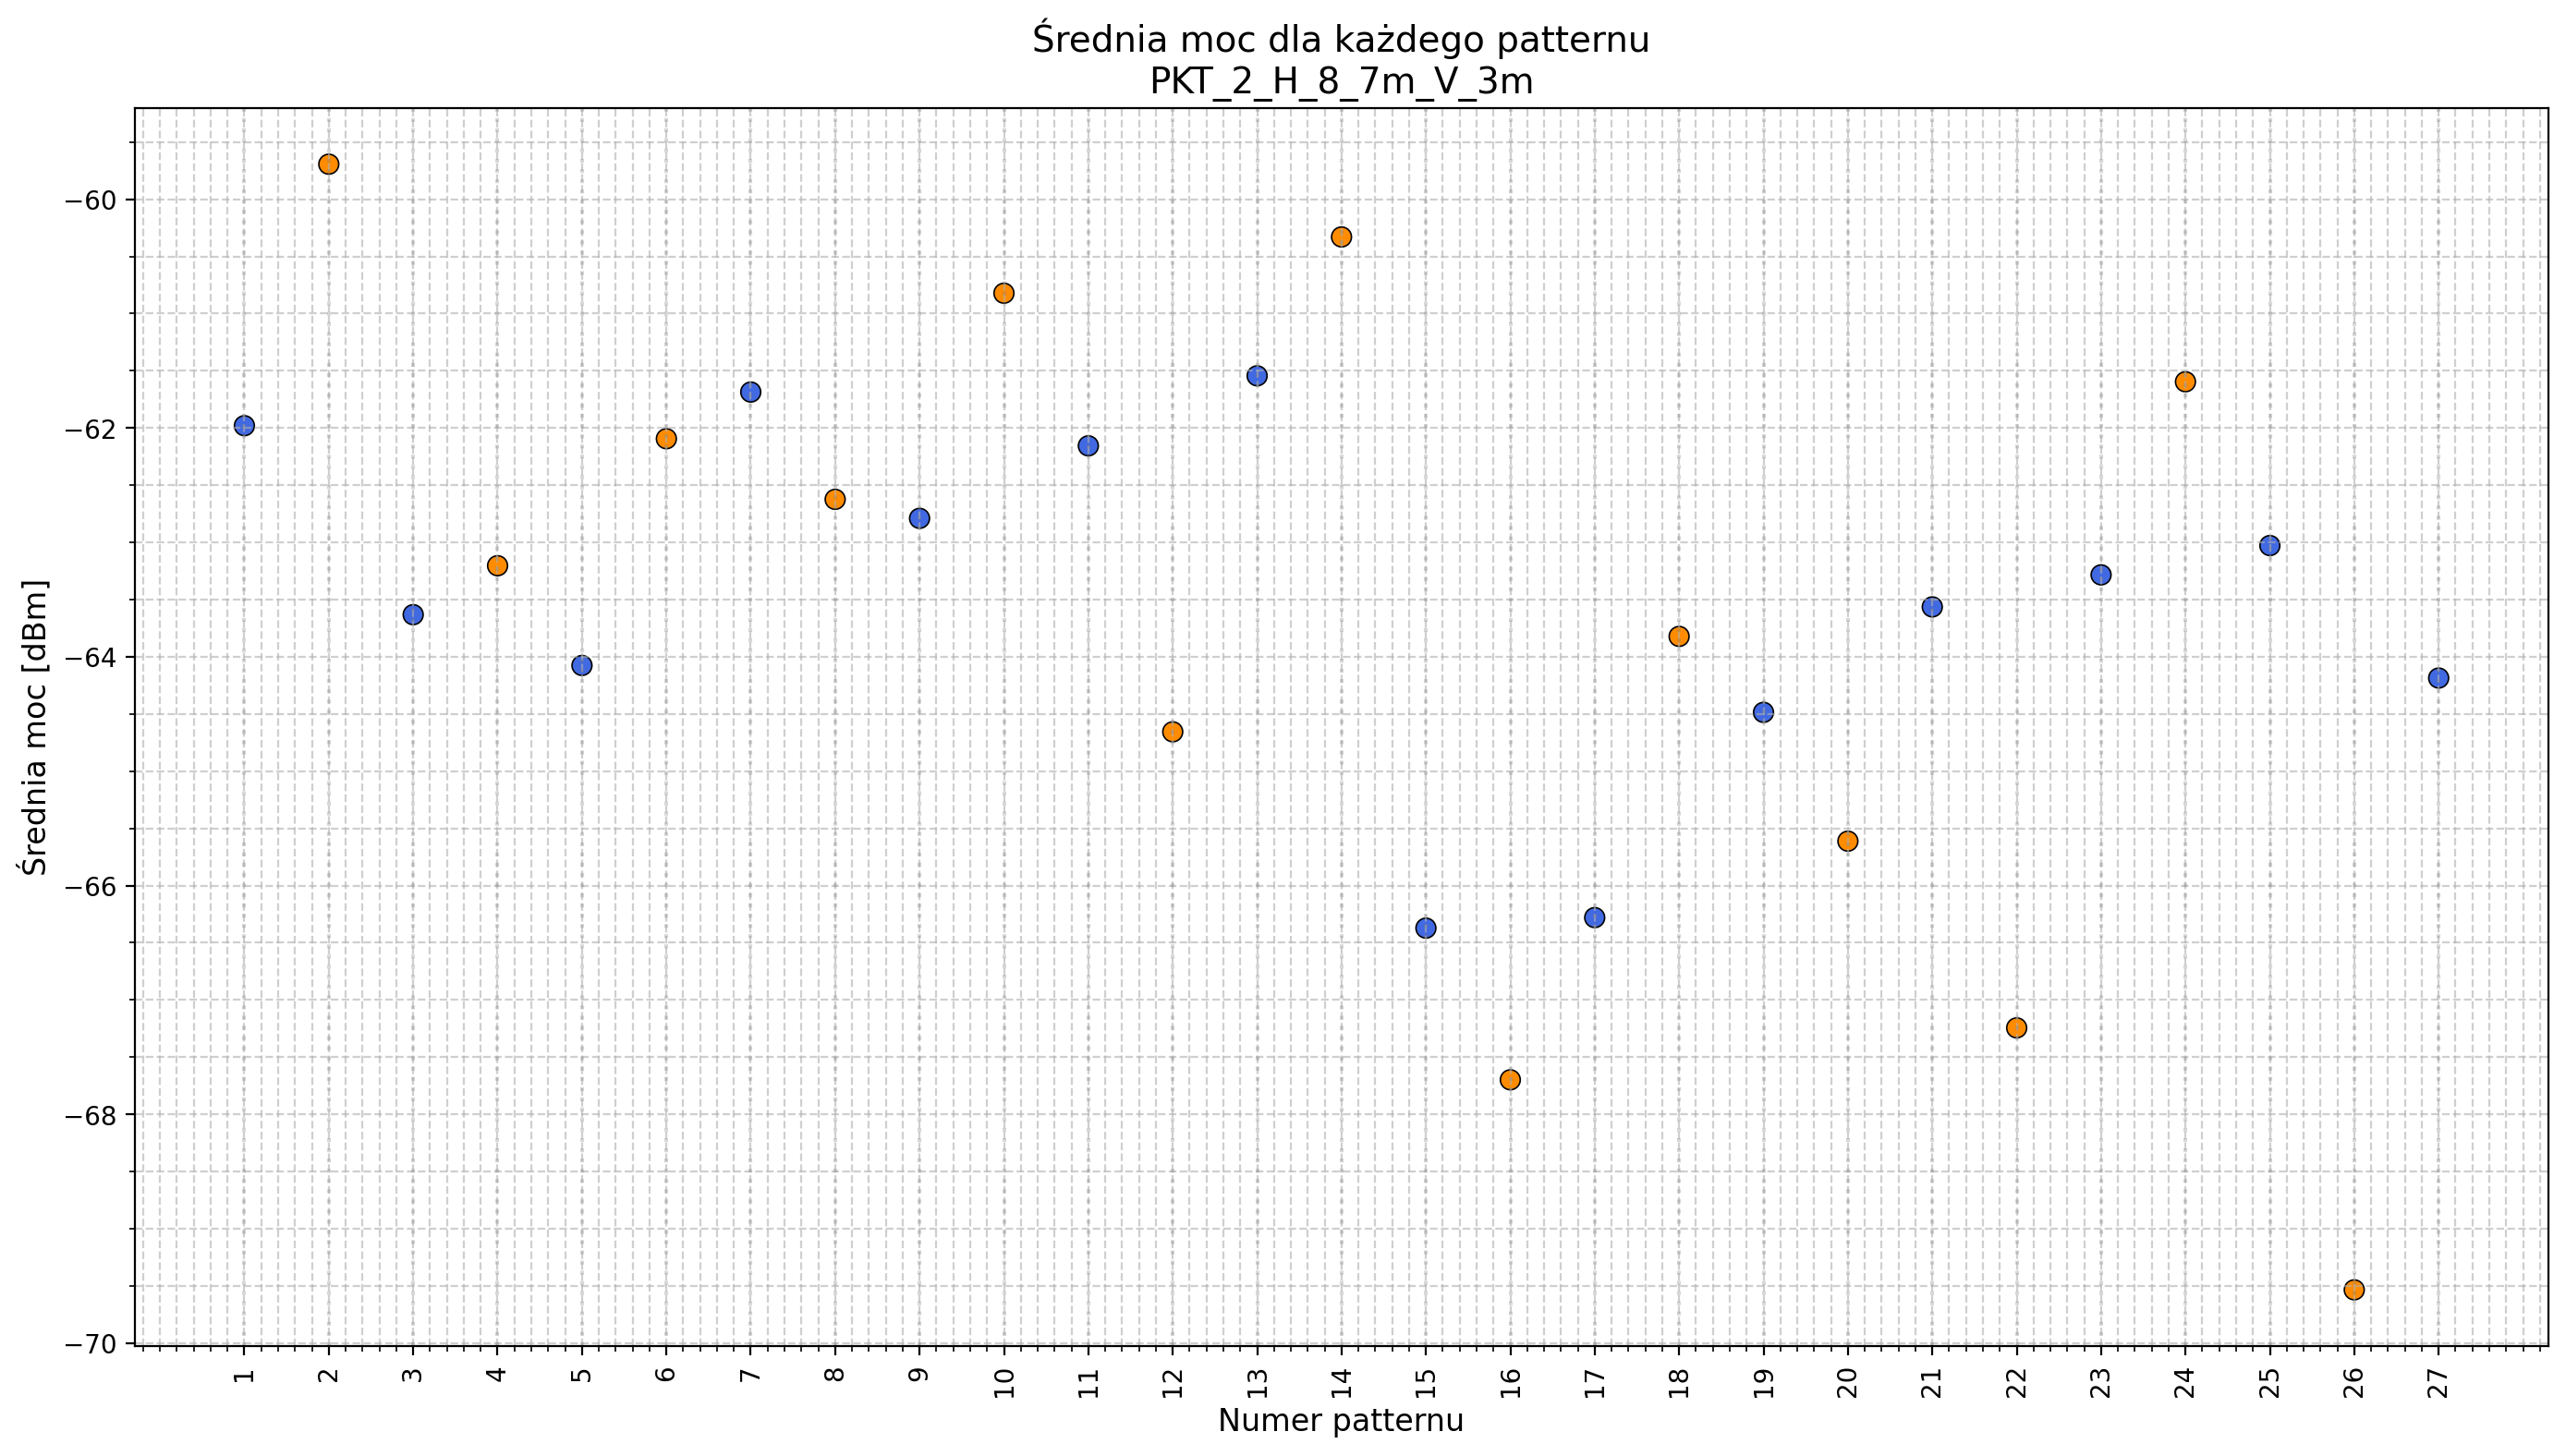 Średnia moc dla każdego patternu
PKT_2_H_8_7m_V_3m
−60
−62
−64
−66
−68
−70
Średnia moc [dBm]
1 2 3 4 5 6 7 8 9 10 11 12 13 14 15 16 17 18 19 20 21 22 23 24 25 26 27
Numer patternu